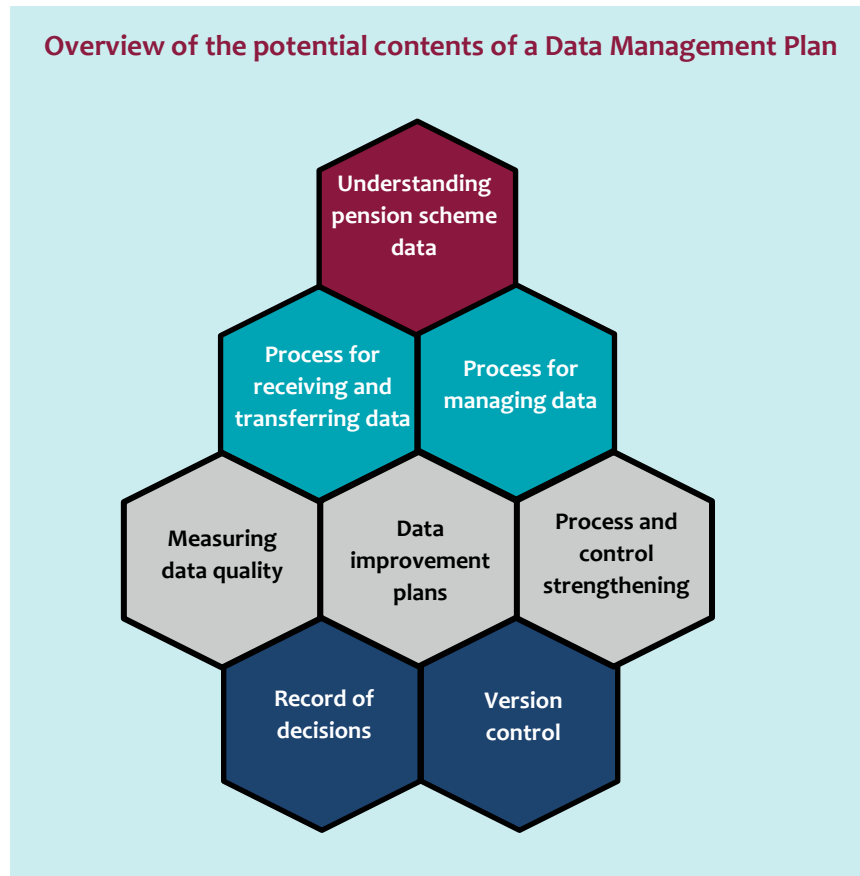 Overview of the potential contents of a Data Management Plan
Understanding
pension scheme
data
Process for
receiving and
transferring data
Process for
managing data
Measuring
data quality
Data
improvement
plans
Process and
control
strengthening
Record of
decisions
Version
control